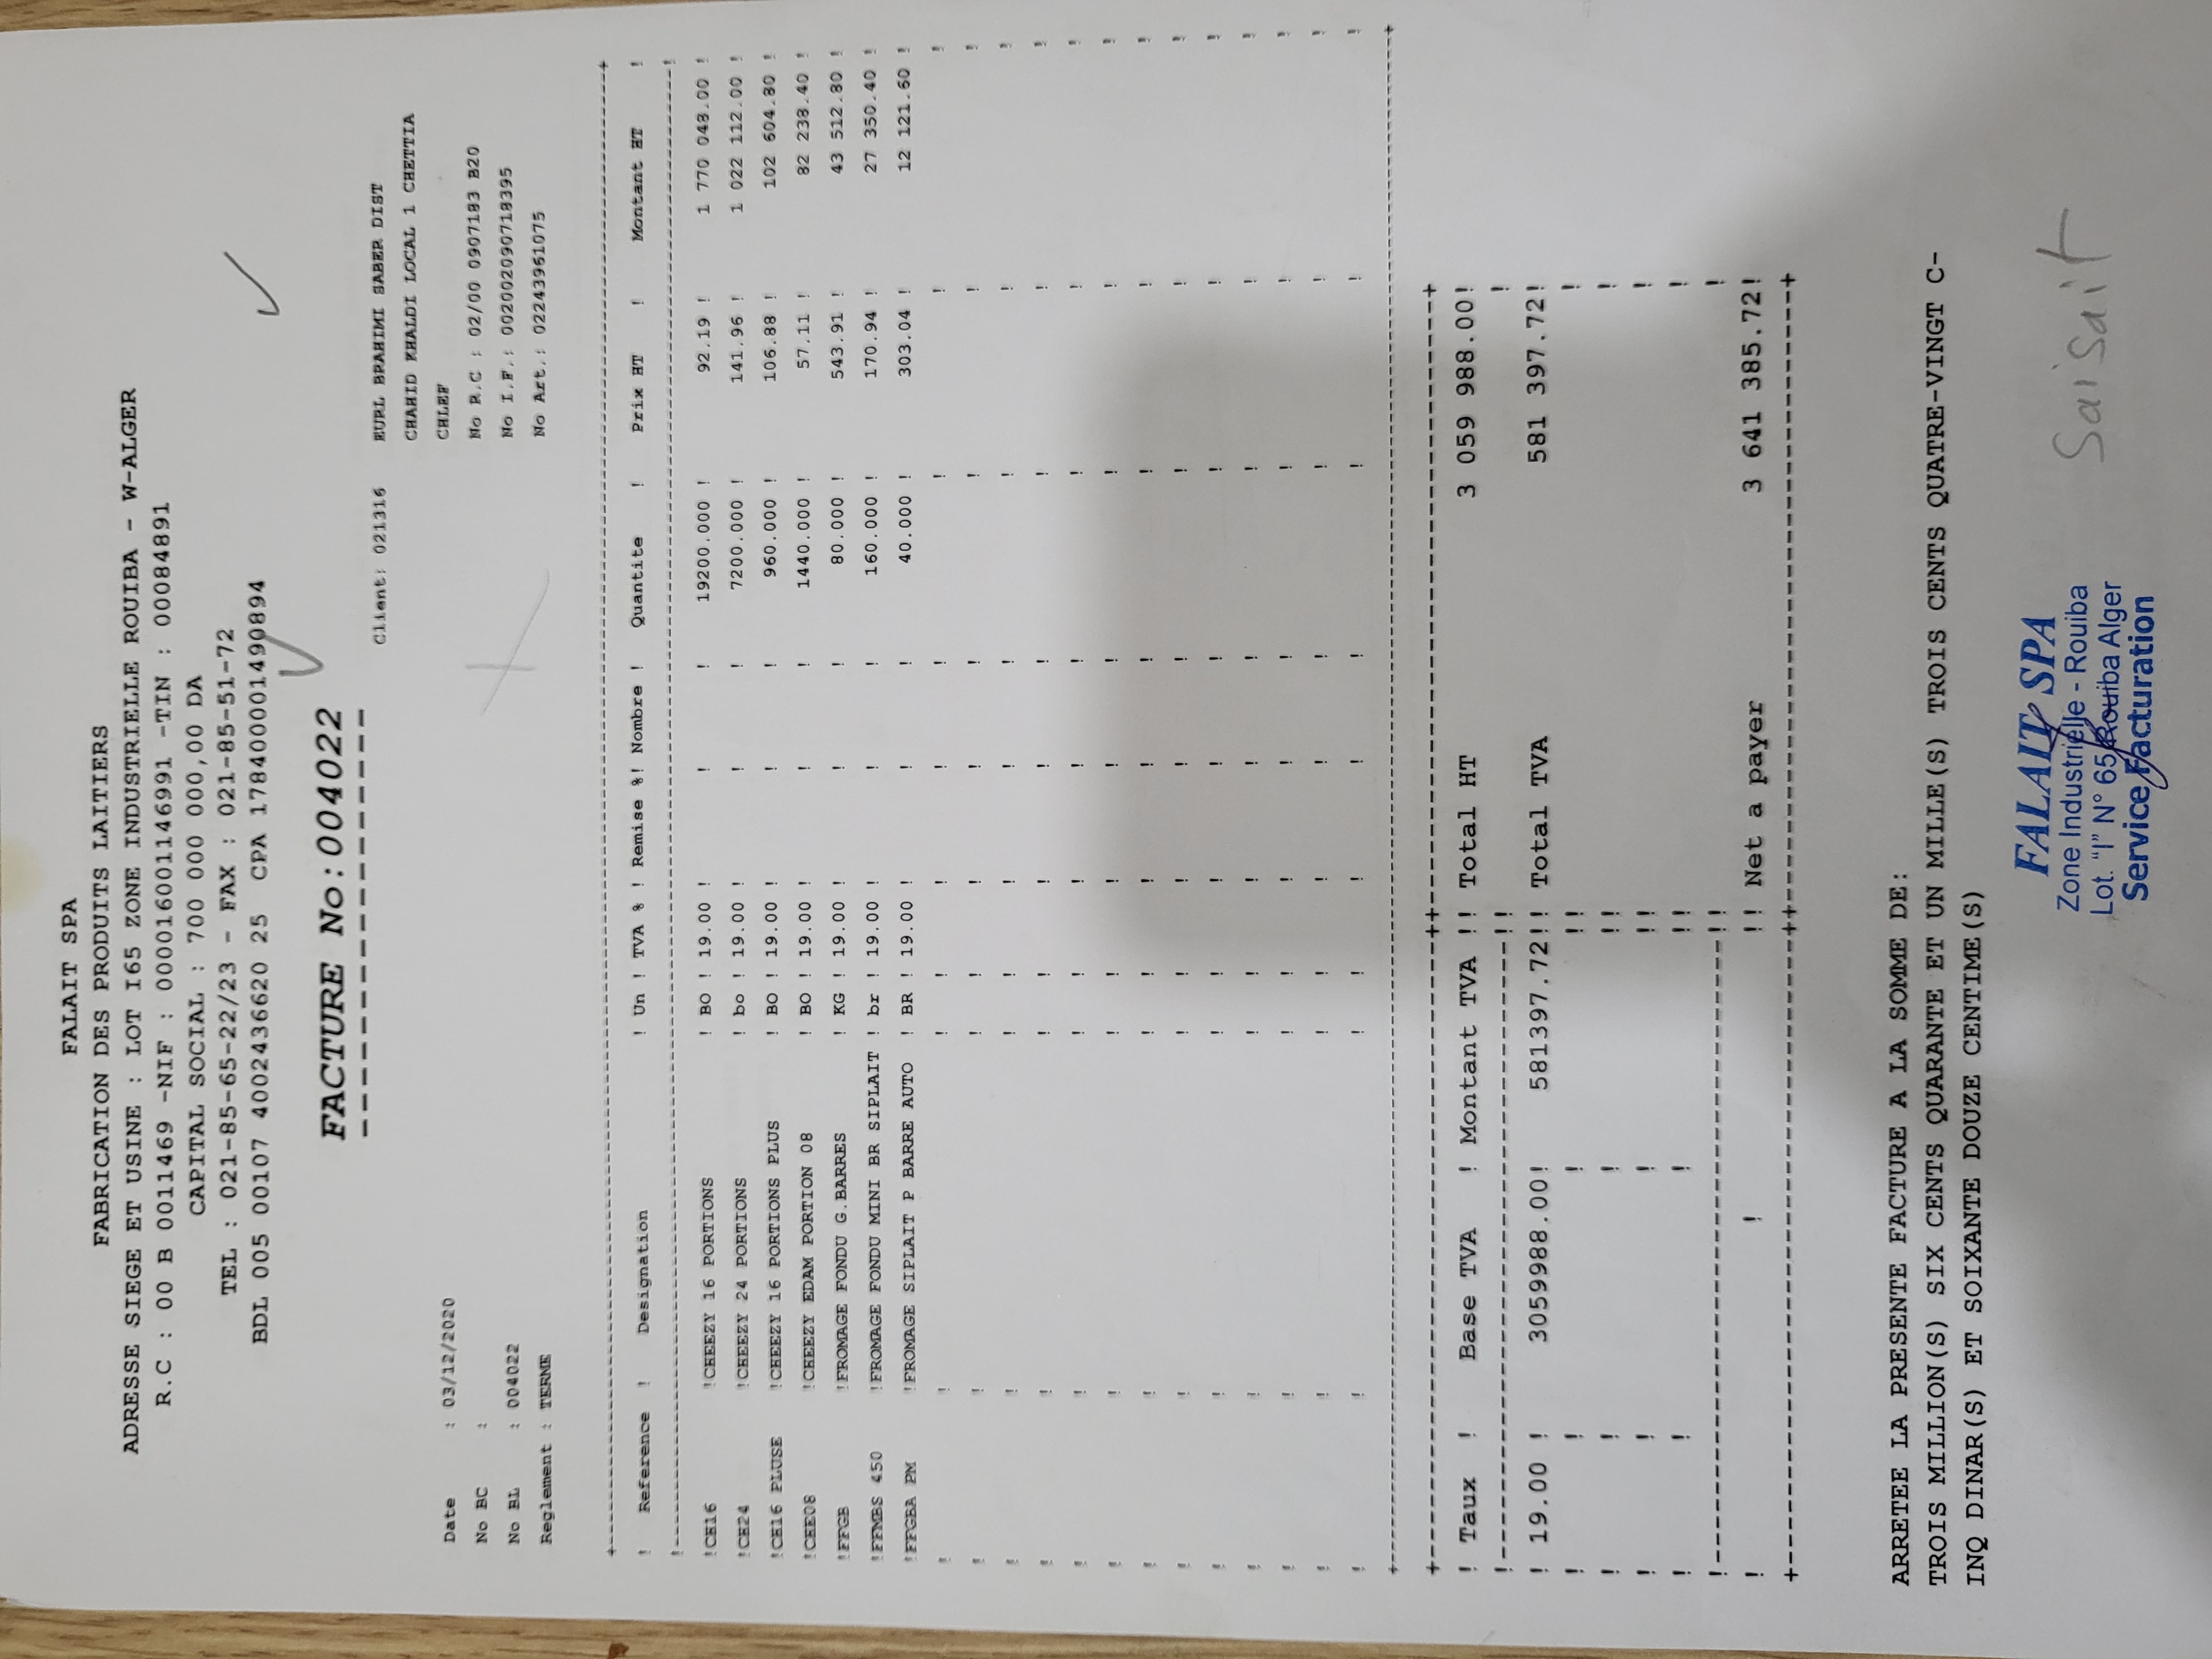 FALAIT SPA
FABRICATION DES PRODUITS LAITIERS
ADRESSE SIEGE ET USINE : LOT I65 ZONE INDUSTRIELLE ROUIBA - W-ALGER
R.C : 00 B 0011469 -NIF : 000016001146991 -TIN : 00084891
CAPITAL SOCIAL : 700 000 000,00 DA
TEL : 021-85-65-22/23 - FAX : 021-85-51-72
BDL 005 00107 4002436620 25 CPA 178400001490894
FACTURE No:004022
Client: 021316 EURL BRAHIMI SABER DIST
CHAHID KHALDI LOCAL 1 CHETTIA
CHLEF
No R.C : 02/00 0907183 B20
No I.F.: 002002090718395
No Art.: 02243961075
Date : 03/12/2020
No BC :
No BL : 004022
Reglement : TERME
! Reference ! Designation ! Un ! TVA % ! Remise %! Nombre ! Quantite ! Prix HT ! Montant HT !
!CH16 !CHEEZY 16 PORTIONS ! BO ! 19.00 ! ! ! 19200.000 ! 92.19 ! 1 770 048.00 !
!CH24 !CHEEZY 24 PORTIONS ! bo ! 19.00 ! ! ! 7200.000 ! 141.96 ! 1 022 112.00 !
!CH16 PLUSE !CHEEZY 16 PORTIONS PLUS ! BO ! 19.00 ! ! ! 960.000 ! 106.88 ! 102 604.80 !
!CHE08 !CHEEZY EDAM PORTION 08 ! BO ! 19.00 ! ! ! 1440.000 ! 57.11 ! 82 238.40 !
!FFGB !FROMAGE FONDU G.BARRES ! KG ! 19.00 ! ! ! 80.000 ! 543.91 ! 43 512.80 !
!FFMBS 450 !FROMAGE FONDU MINI BR SIPLAIT ! br ! 19.00 ! ! ! 160.000 ! 170.94 ! 27 350.40 !
!FFGBA PM !FROMAGE SIPLAIT P BARRE AUTO ! BR ! 19.00 ! ! ! 40.000 ! 303.04 ! 12 121.60 !
! Taux ! Base TVA ! Montant TVA !! Total HT 3 059 988.00!
! 19.00 ! 3059988.00! 581397.72!! Total TVA 581 397.72!
! ! !! Net a payer 3 641 385.72!
ARRETEE LA PRESENTE FACTURE A LA SOMME DE:
TROIS MILLION(S) SIX CENTS QUARANTE ET UN MILLE(S) TROIS CENTS QUATRE-VINGT C-
INQ DINAR(S) ET SOIXANTE DOUZE CENTIME(S)
FALAIT SPA
Zone Industrielle - Rouiba
Lot. "I" N° 65 Rouiba Alger
Service Facturation
Saisait